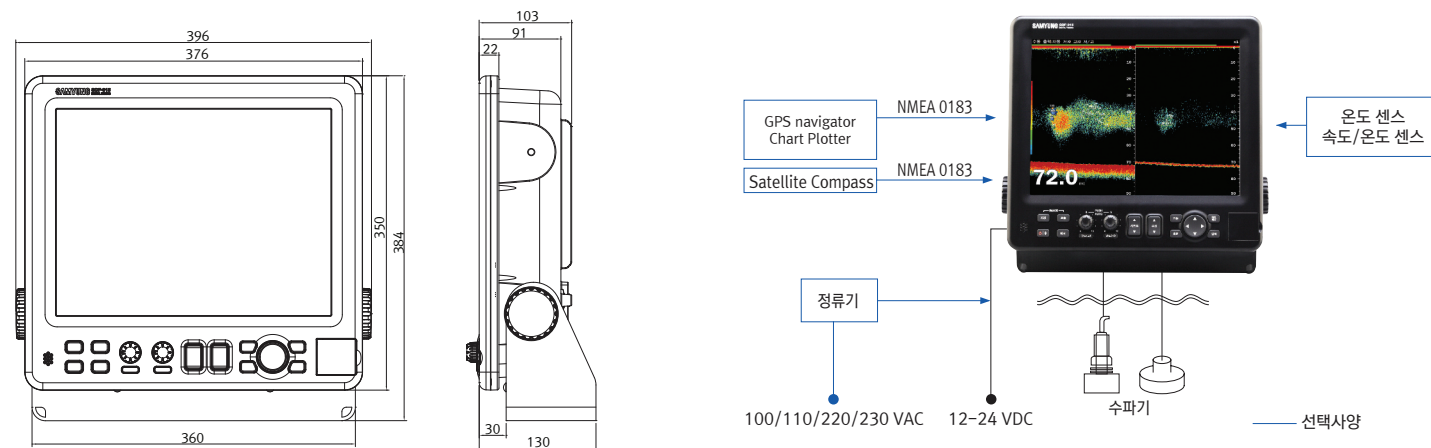 396
376
SAMYUNG
350
384
360
103
91
22
30
130
GPS navigator
Chart Plotter
NMEA 0183
Satellite Compass
NMEA 0183
SAMYUNG
72.0
온도 센스
속도/온도 센스
정류기
100/110/220/230 VAC
12-24 VDC
수파기
선택사양